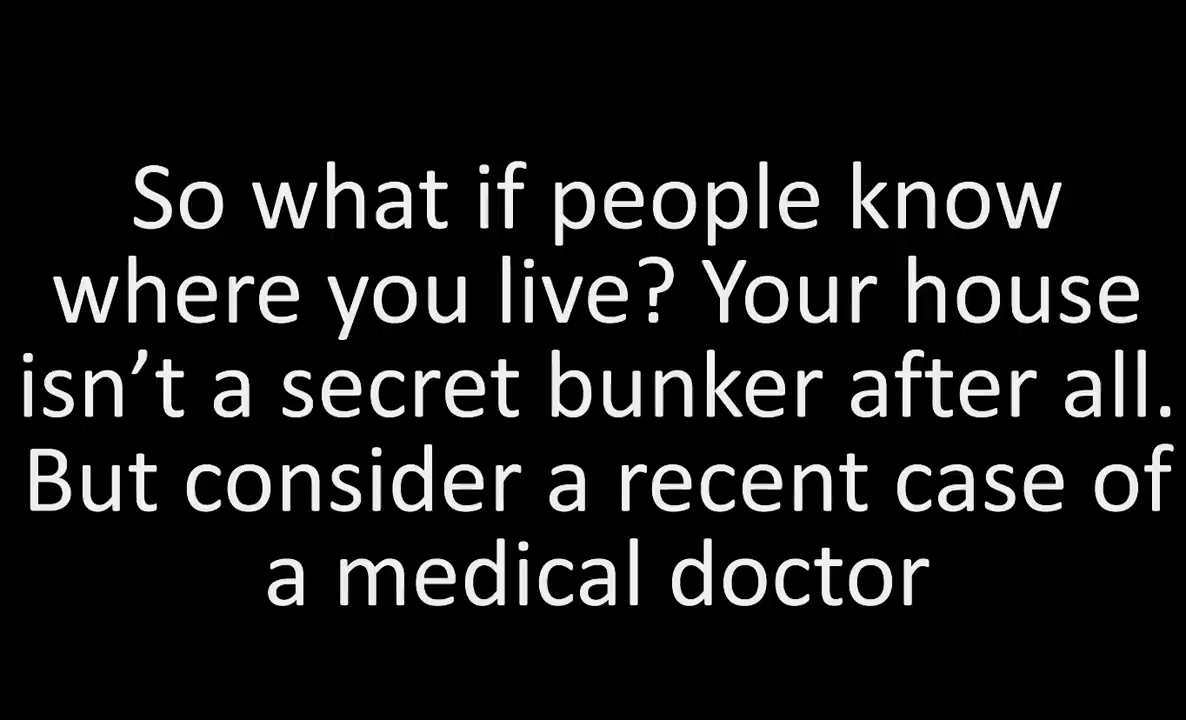 So what if people know
where you live? Your house
isn’t a secret bunker after all.
But consider a recent case of
a medical doctor